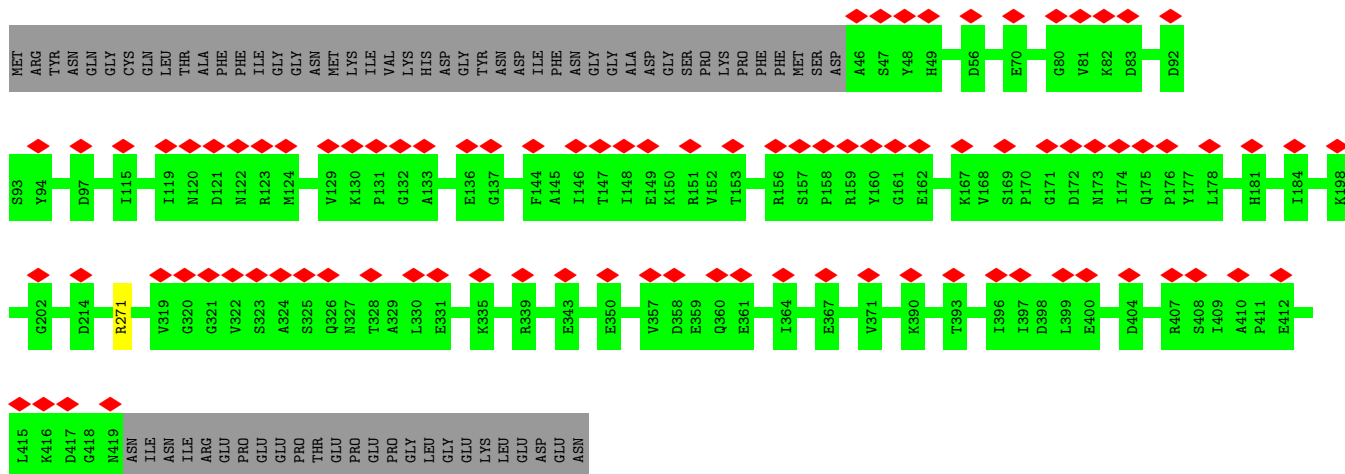 MET ARG TYR ASN GLN GLY CYS GLN LEU THR ALA PHE PHE ILE GLY GLY ASN MET LYS ILE VAL LYS HIS ASP GLY TYR ASN ASP ILE PHE ASN GLY GLY ALA ASP GLY SER PRO LYS PRO PHE PHE MET SER ASP A46 S47 Y48 H49 D56 E70 G80 V81 K82 D83 D92
S93 Y94 D97 I115 I119 N120 D121 N122 R123 M124 V129 K130 P131 G132 A133 E136 G137 F144 A145 I146 T147 I148 E149 K150 R151 V152 T153 R156 S157 P158 R159 Y160 G161 E162 K167 V168 S169 P170 G171 D172 N173 I174 Q175 P176 Y177 L178 H181 I184 K198
G202 D214 R271 V319 G320 G321 V322 S323 A324 S325 Q326 N327 T328 A329 L330 E331 K335 R339 E343 E350 V357 D358 E359 Q360 E361 I364 E367 V371 K390 T393 I396 I397 D398 L399 E400 D404 R407 S408 I409 A410 P411 E412
L415 K416 D417 G418 N419 ASN ILE ASN ILE ARG GLU PRO GLU GLU PRO THR GLU PRO GLU PRO GLY LEU GLY GLU LYS LEU GLU ASP GLU ASN